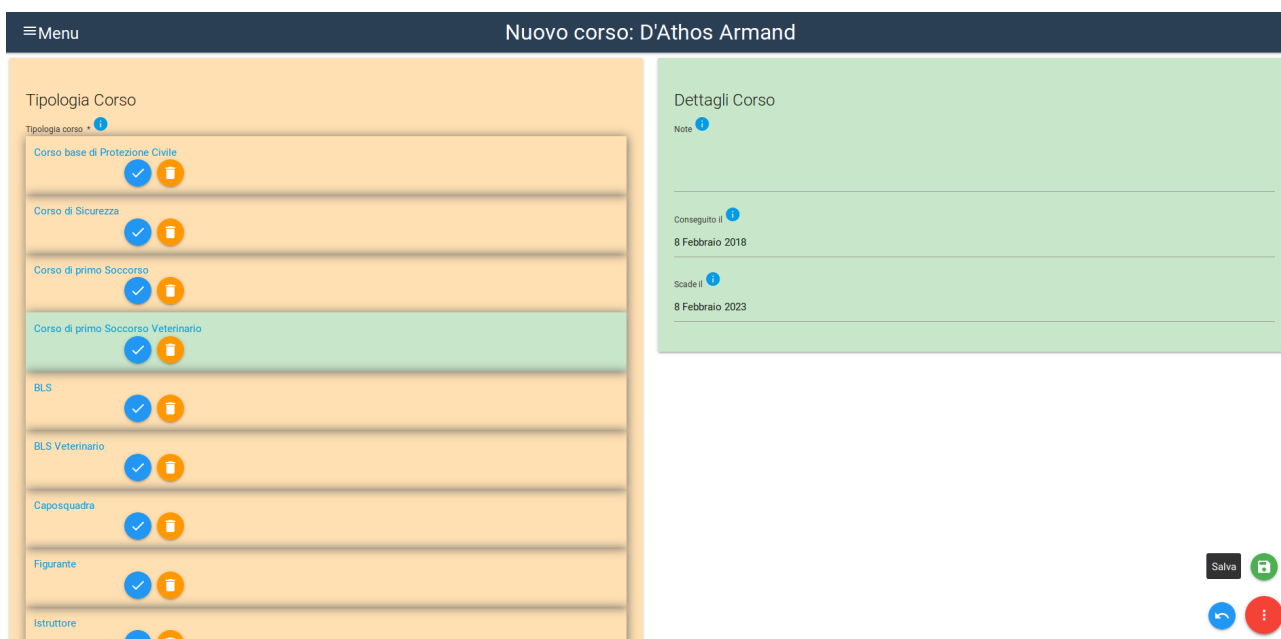 Menu
Nuovo corso: D'Athos Armand
Tipologia Corso
Tipologia corso *
Corso base di Protezione Civile
Corso di Sicurezza
Corso di primo Soccorso
Corso di primo Soccorso Veterinario
BLS
BLS Veterinario
Caposquadra
Figurante
Istruttore
Dettagli Corso
Note
Conseguito il
8 Febbraio 2018
Scade il
8 Febbraio 2023
Salva